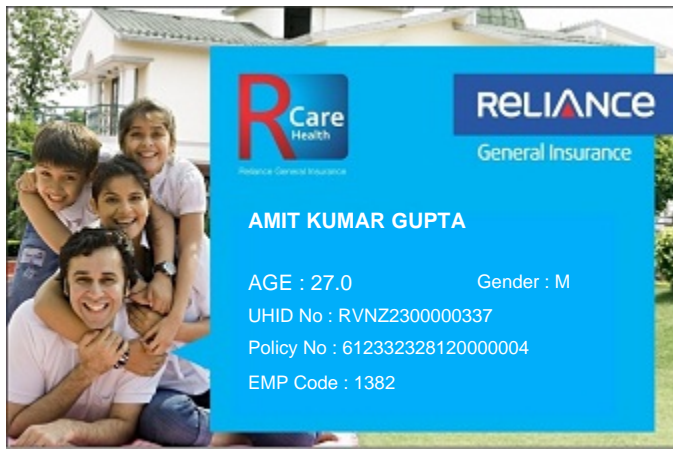 RCare
Health
Reliance General Insurance
RELIANCE
General Insurance
AMIT KUMAR GUPTA
AGE : 27.0 Gender : M
UHID No : RVNZ2300000337
Policy No : 612332328120000004
EMP Code : 1382